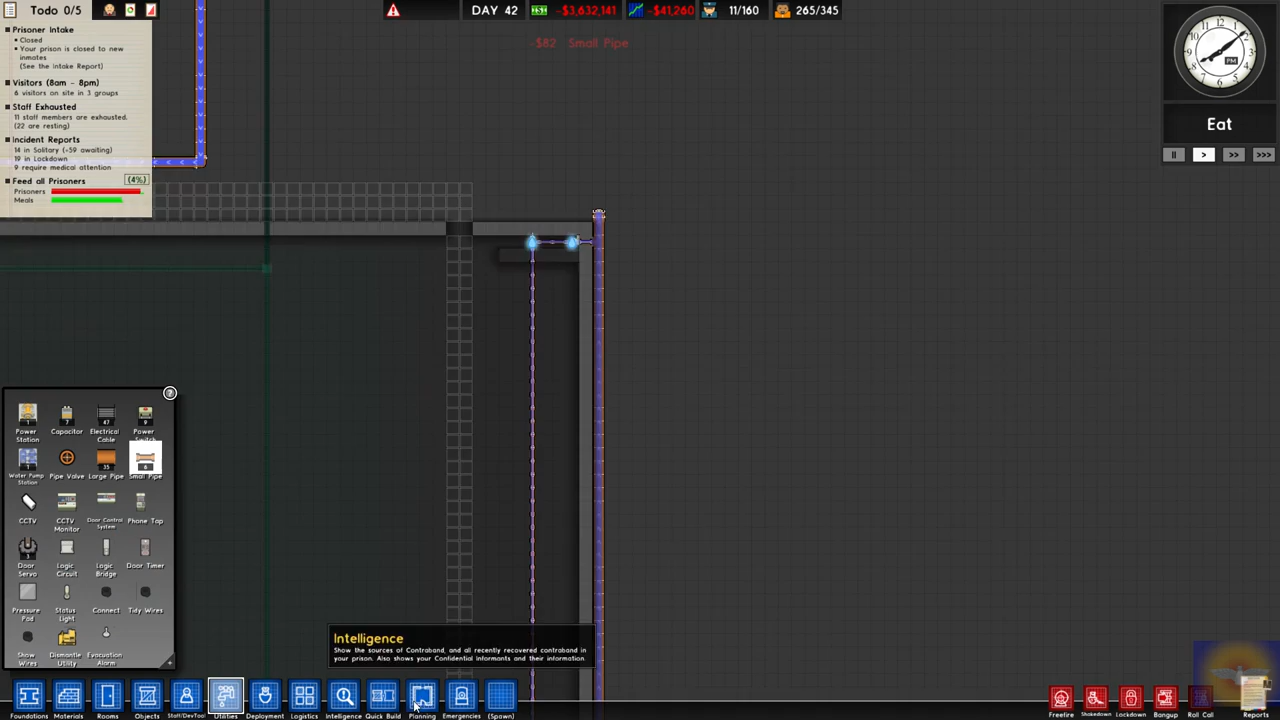 Todo 0/5
DAY 42
-$3,632,141
-$41,260
11/160
265/345
-$82 Small Pipe
Prisoner Intake
Closed
Your prison is closed to new
inmates
(See the Intake Report)
Visitors (8am - 8pm)
6 visitors on site in 3 groups
Staff Exhausted
11 staff members are exhausted.
(22 are resting)
Incident Reports
14 in Solitary (+59 awaiting)
19 in Lockdown
9 require medical attention
Feed all Prisoners (4%)
Prisoners
Meals
PM
Eat
Power Station
Capacitor
Electrical Cable
Power Switch
Water Pump Station
Pipe Valve
Large Pipe
Small Pipe
CCTV
CCTV Monitor
Door Control System
Phone Tap
Door Servo
Logic Circuit
Logic Bridge
Door Timer
Pressure Pad
Status Light
Connect
Tidy Wires
Show Wires
Dismantle Utility
Evacuation Alarm
Intelligence
Show the sources of Contraband, and all recently recovered contraband in
your prison. Also shows your Confidential Informants and their information.
Foundations
Materials
Rooms
Objects
Staff/DevTool
Utilities
Deployment
Logistics
Intelligence
Quick Build
Planning
Emergencies
(Spawn)
Freefire
Shakedown
Lockdown
Bangup
Roll Call
Reports